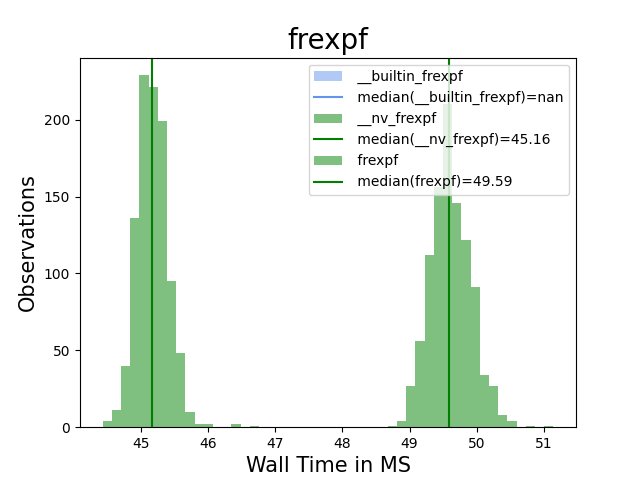 frexpf
__builtin_frexpf
median(__builtin_frexpf)=nan
__nv_frexpf
median(__nv_frexpf)=45.16
frexpf
median(frexpf)=49.59
200
150
100
50
0
Observations
45 46 47 48 49 50 51
Wall Time in MS